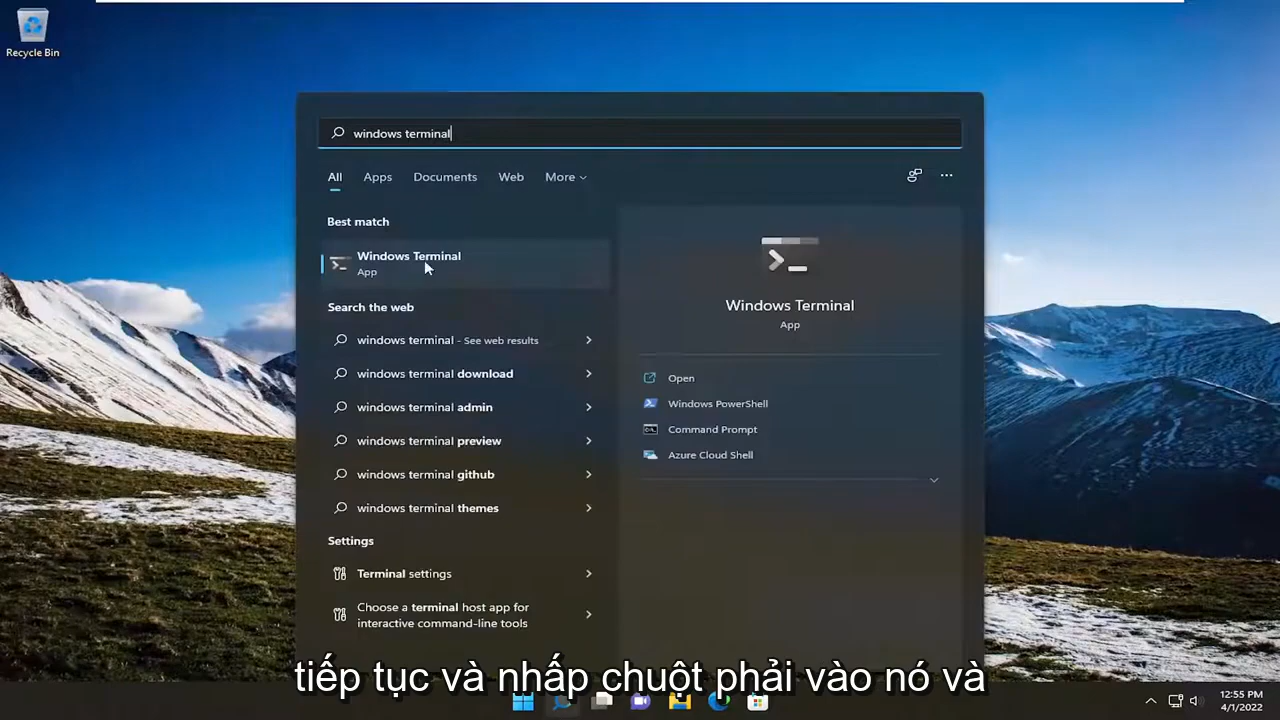 Recycle Bin
windows terminal
All Apps Documents Web More
Best match
Windows Terminal
App
Search the web
windows terminal - See web results
windows terminal download
windows terminal admin
windows terminal preview
windows terminal github
windows terminal themes
Settings
Terminal settings
Choose a terminal host app for
interactive command-line tools
Windows Terminal
App
Open
Windows PowerShell
Command Prompt
Azure Cloud Shell
tiếp tục và nhấp chuột phải vào nó và
12:55 PM
4/1/2022